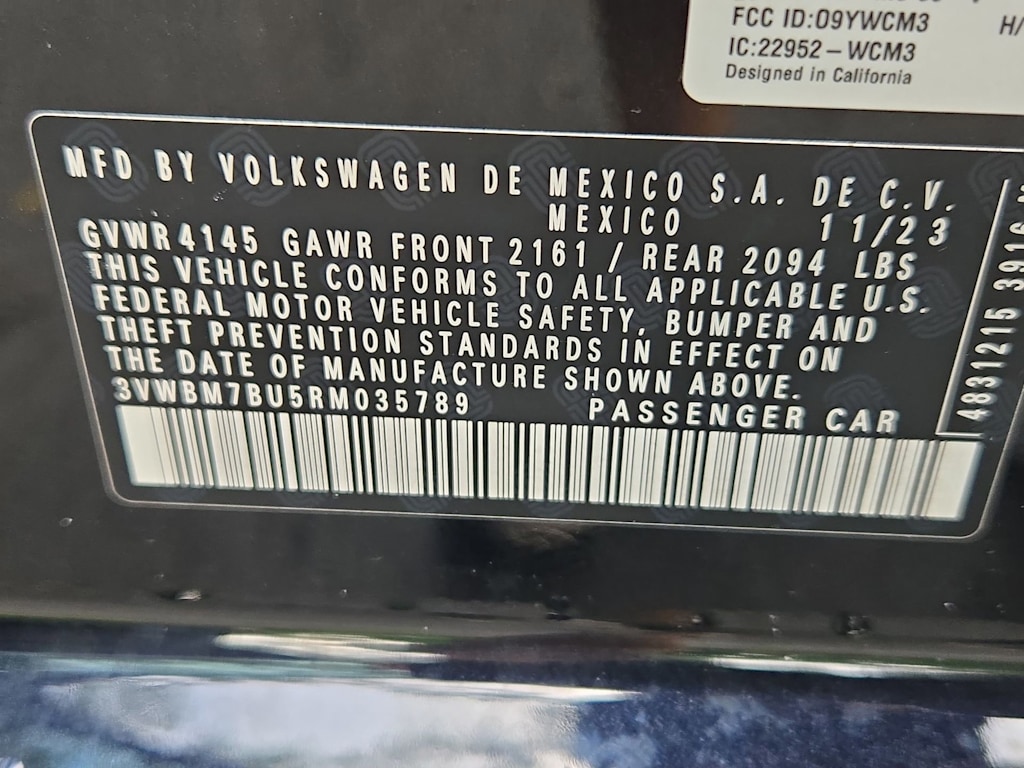 FCC ID:O9YWCM3
H/
IC:22952-WCM3
Designed in California
MFD BY VOLKSWAGEN DE MEXICO S.A. DE C.V.
MEXICO 11/23
GVWR 4145 GAWR FRONT 2161 / REAR 2094 LBS
THIS VEHICLE CONFORMS TO ALL APPLICABLE U.S.
FEDERAL MOTOR VEHICLE SAFETY, BUMPER AND
THEFT PREVENTION STANDARDS IN EFFECT ON
THE DATE OF MANUFACTURE SHOWN ABOVE.
3VWBM7BU5RM035789 PASSENGER CAR
4831215 3916